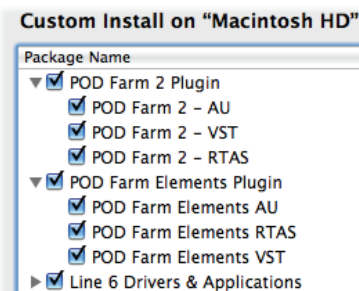 Custom Install on “Macintosh HD”
Package Name
POD Farm 2 Plugin
POD Farm 2 – AU
POD Farm 2 – VST
POD Farm 2 – RTAS
POD Farm Elements Plugin
POD Farm Elements AU
POD Farm Elements RTAS
POD Farm Elements VST
Line 6 Drivers & Applications